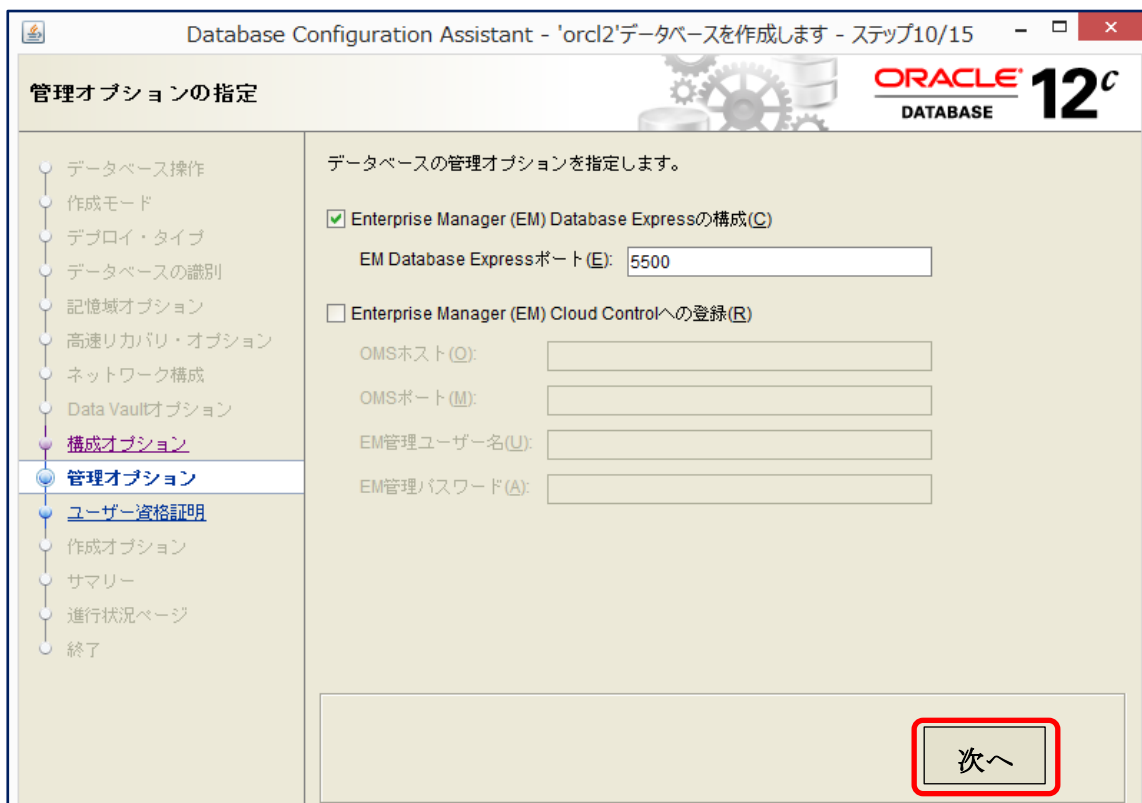 Database Configuration Assistant - 'orcl2'データベースを作成します - ステップ10/15
管理オプションの指定
ORACLE
DATABASE
12c
データベース操作
作成モード
デプロイ・タイプ
データベースの識別
記憶域オプション
高速リカバリ・オプション
ネットワーク構成
Data Vaultオプション
構成オプション
管理オプション
ユーザー資格証明
作成オプション
サマリー
進行状況ページ
終了
データベースの管理オプションを指定します。
Enterprise Manager (EM) Database Expressの構成(C)
EM Database Expressポート(E): 5500
Enterprise Manager (EM) Cloud Controlへの登録(R)
OMSホスト(O):
OMSポート(M):
EM管理ユーザー名(U):
EM管理パスワード(A):
次へ